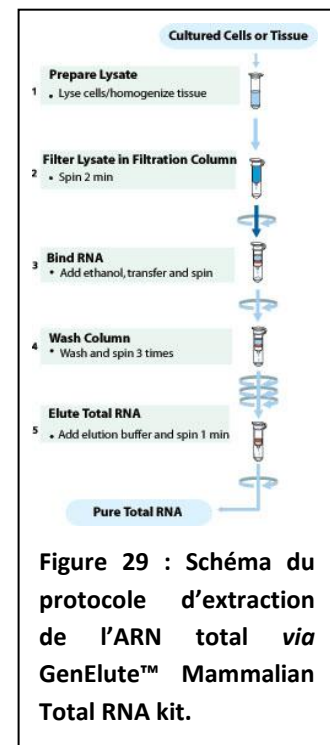 Cultured Cells or Tissue
Prepare Lysate
1 • Lyse cells/homogenize tissue
Filter Lysate in Filtration Column
2 • Spin 2 min
Bind RNA
3 • Add ethanol, transfer and spin
Wash Column
4 • Wash and spin 3 times
Elute Total RNA
5 • Add elution buffer and spin 1 min
Pure Total RNA
Figure 29 : Schéma du
protocole d'extraction
de l'ARN total via
GenElute™ Mammalian
Total RNA kit.